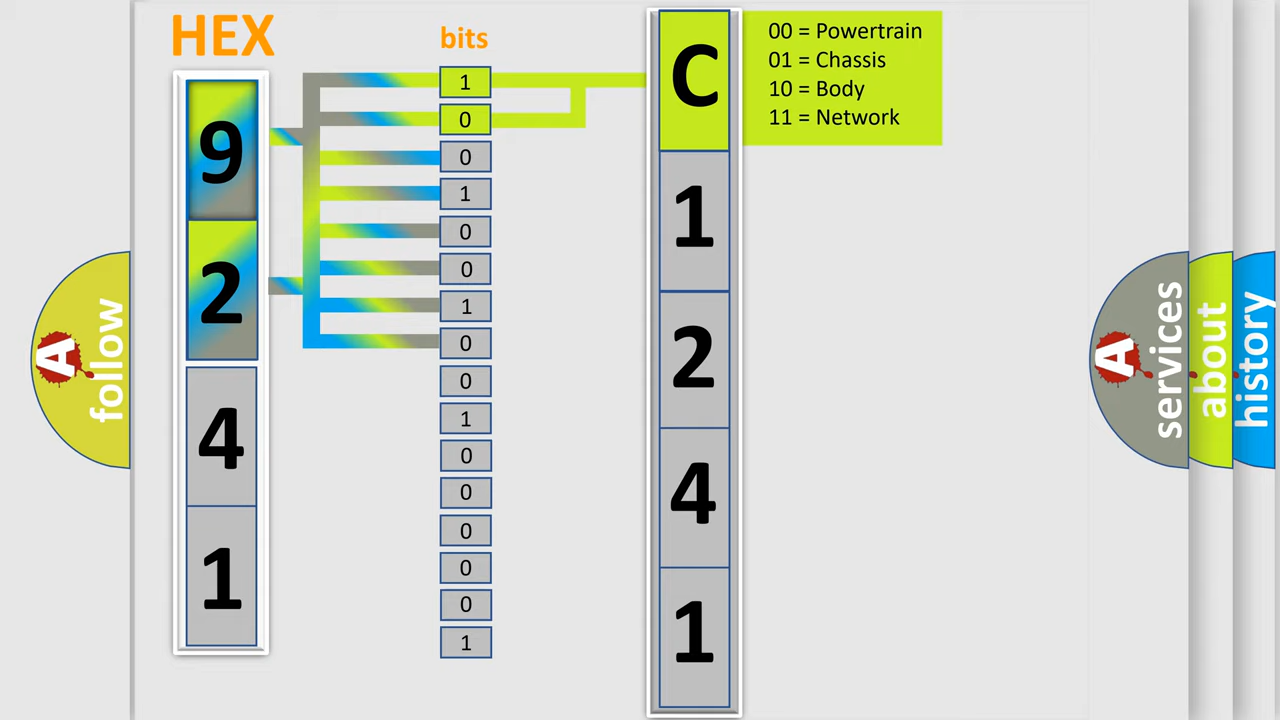 HEX
bits
9
2
4
1
1
0
0
1
0
0
1
0
0
1
0
0
0
0
0
1
C
1
2
4
1
00 = Powertrain
01 = Chassis
10 = Body
11 = Network
A
follow
A
services
about
history